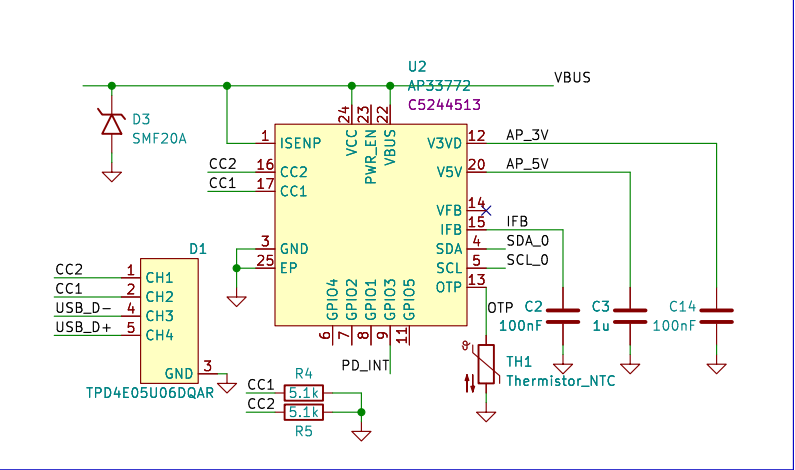 U2
VBUS
AP33772
C5244513
D3
SMF20A
24
23
22
VCC
PWR_EN
VBUS
1
ISENP
V3VD
12
AP_3V
CC2
16
CC2
V5V
20
AP_5V
CC1
17
CC1
VFB
14
IFB
15
IFB
3
GND
SDA
4
SDA_0
25
EP
SCL
5
SCL_0
OTP
13
D1
CC2
1
CH1
CC1
2
CH2
USB_D-
4
CH3
USB_D+
5
CH4
GND
3
TPD4E05U06DQAR
GPIO4
GPIO2
GPIO1
GPIO3
GPIO5
6
7
8
9
11
OTP
C2
100nF
C3
1u
C14
100nF
PD_INT
TH1
Thermistor_NTC
R4
CC1
5.1k
CC2
5.1k
R5